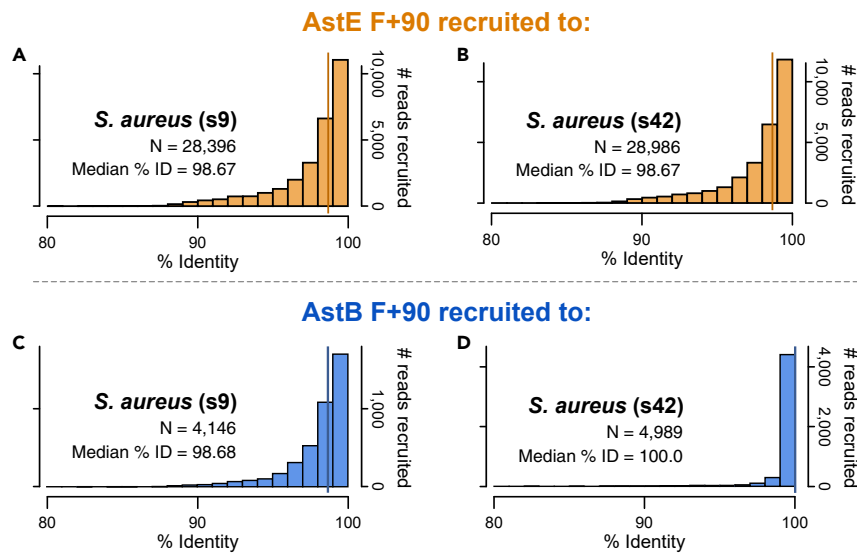 AstE F+90 recruited to:
A
S. aureus (s9)
N = 28,396
Median % ID = 98.67
0
5,000
10,000
# reads recruited
80
90
100
% Identity
B
S. aureus (s42)
N = 28,986
Median % ID = 98.67
0
5,000
10,000
# reads recruited
80
90
100
% Identity
AstB F+90 recruited to:
C
S. aureus (s9)
N = 4,146
Median % ID = 98.68
0
1,000
# reads recruited
80
90
100
% Identity
D
S. aureus (s42)
N = 4,989
Median % ID = 100.0
0
2,000
4,000
# reads recruited
80
90
100
% Identity